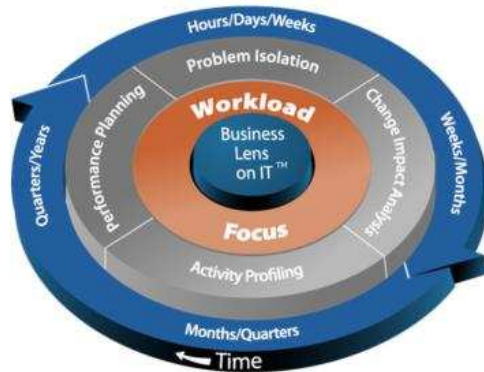 Hours/Days/Weeks
Problem Isolation
Workload
Business
Lens
on IT™
Focus
Performance Planning
Change Impact Analysis
Activity Profiling
Quarters/Years
Weeks/Months
Months/Quarters
Time